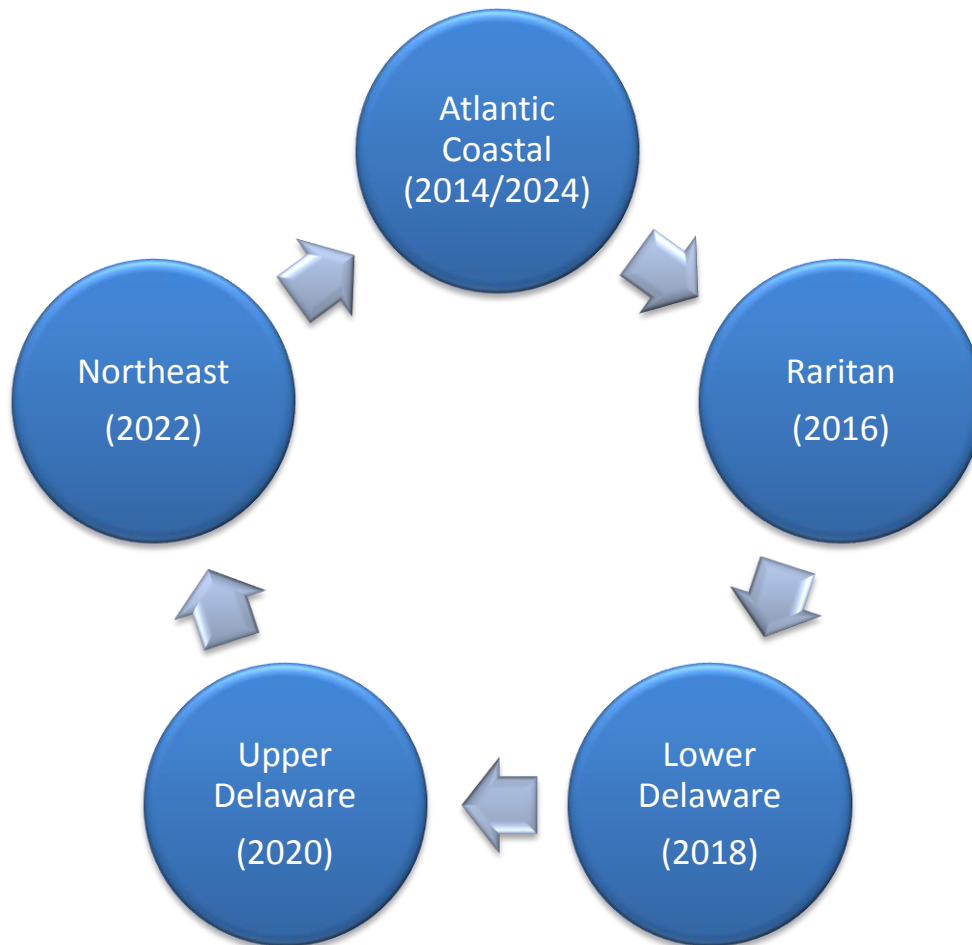 Atlantic
Coastal
(2014/2024)
Raritan
(2016)
Lower
Delaware
(2018)
Upper
Delaware
(2020)
Northeast
(2022)